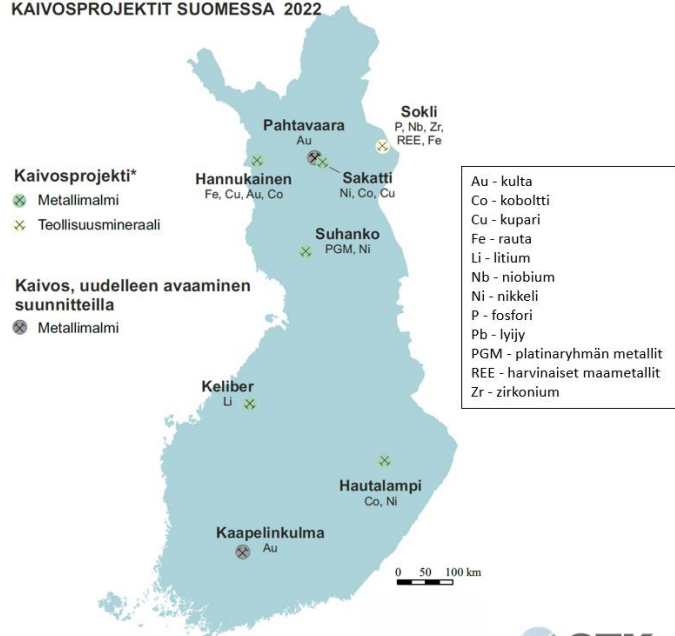 KAIVOSPROJEKTIT SUOMESSA 2022
Sokli
P, Nb, Zr,
REE, Fe
Pahtavaara
Au
Kaivosprojekti*
Metallimalmi
Teollisuusmineraali
Hannukainen
Fe, Cu, Au, Co
Sakatti
Ni, Co, Cu
Suhanko
PGM, Ni
Kaivos, uudelleen avaaminen
suunnitteilla
Metallimalmi
Au - kulta
Co - koboltti
Cu - kupari
Fe - rauta
Li - litium
Nb - niobium
Ni - nikkeli
P - fosfori
Pb - lyijy
PGM - platinaryhmän metallit
REE - harvinaiset maametallit
Zr - zirkonium
Keliber
Li
Hautalampi
Co, Ni
Kaapelinkulma
Au
0 50 100 km